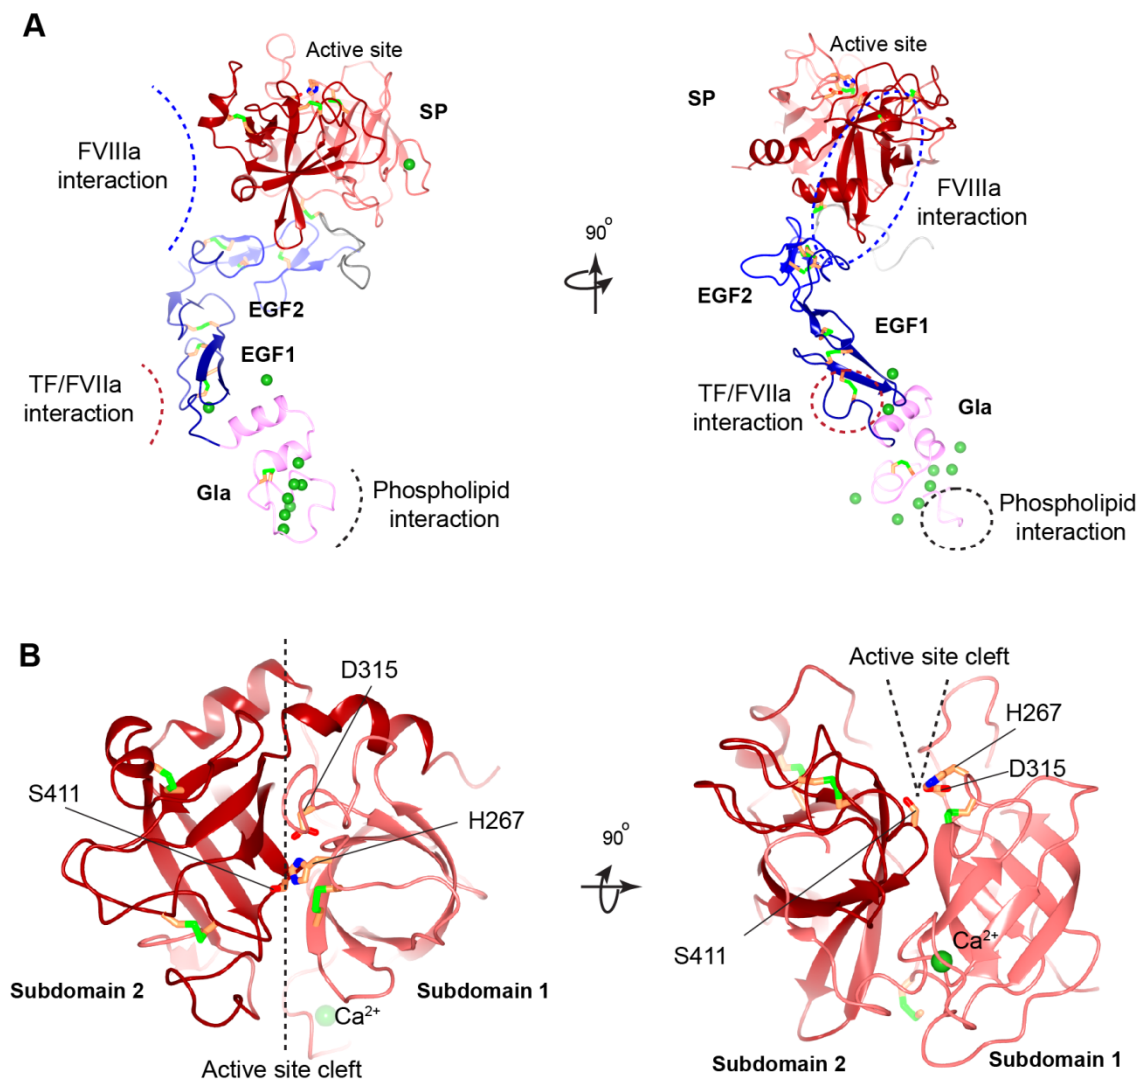 A
Active site
SP
FVIIIa
interaction
EGF2
EGF1
TF/FVIIa
interaction
Gla
Phospholipid
interaction
90o
Active site
SP
FVIIIa
interaction
EGF2
EGF1
TF/FVIIa
interaction
Gla
Phospholipid
interaction
B
D315
S411
H267
Subdomain 2
Subdomain 1
Ca2+
Active site cleft
90o
Active site cleft
H267
D315
S411
Ca2+
Subdomain 2
Subdomain 1